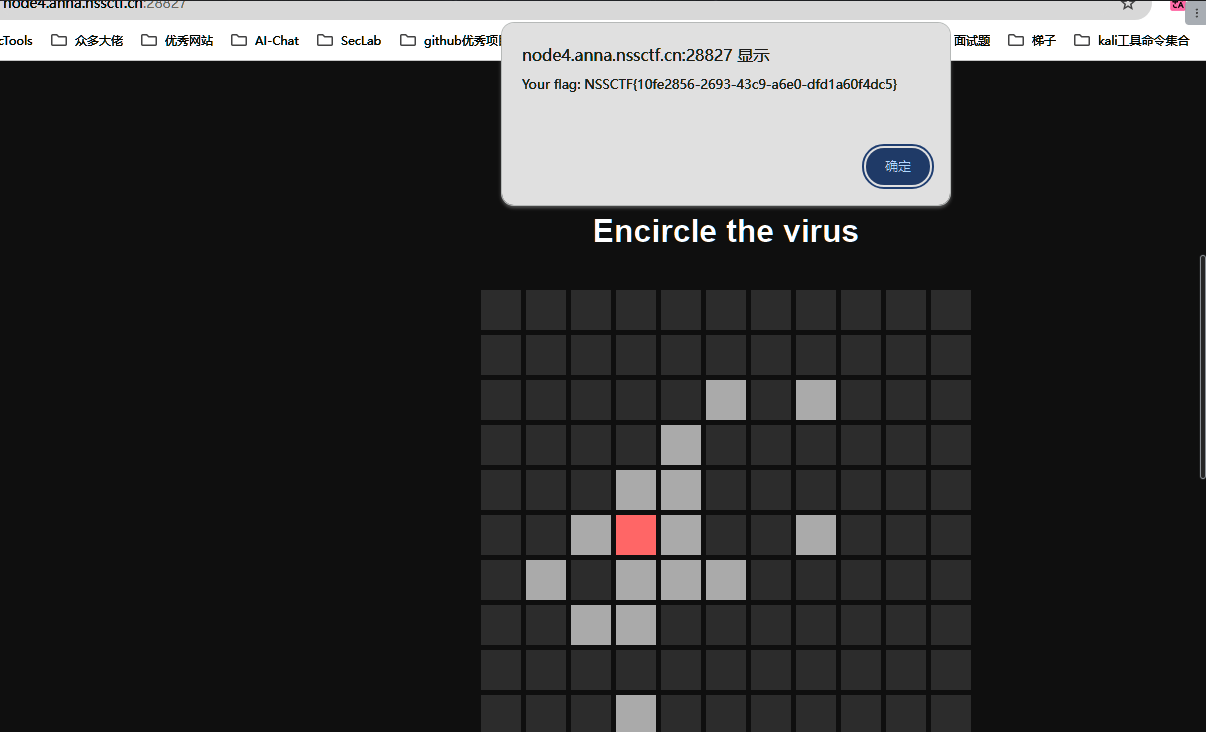 node4.anna.nssctf.cn:28827
cTools 众多大佬 优秀网站 AI-Chat SecLab github优秀项 面试题 梯子 kali工具命令集合
CA
node4.anna.nssctf.cn:28827 显示
Your flag: NSSCTF{10fe2856-2693-43c9-a6e0-dfd1a60f4dc5}
确定
Encircle the virus